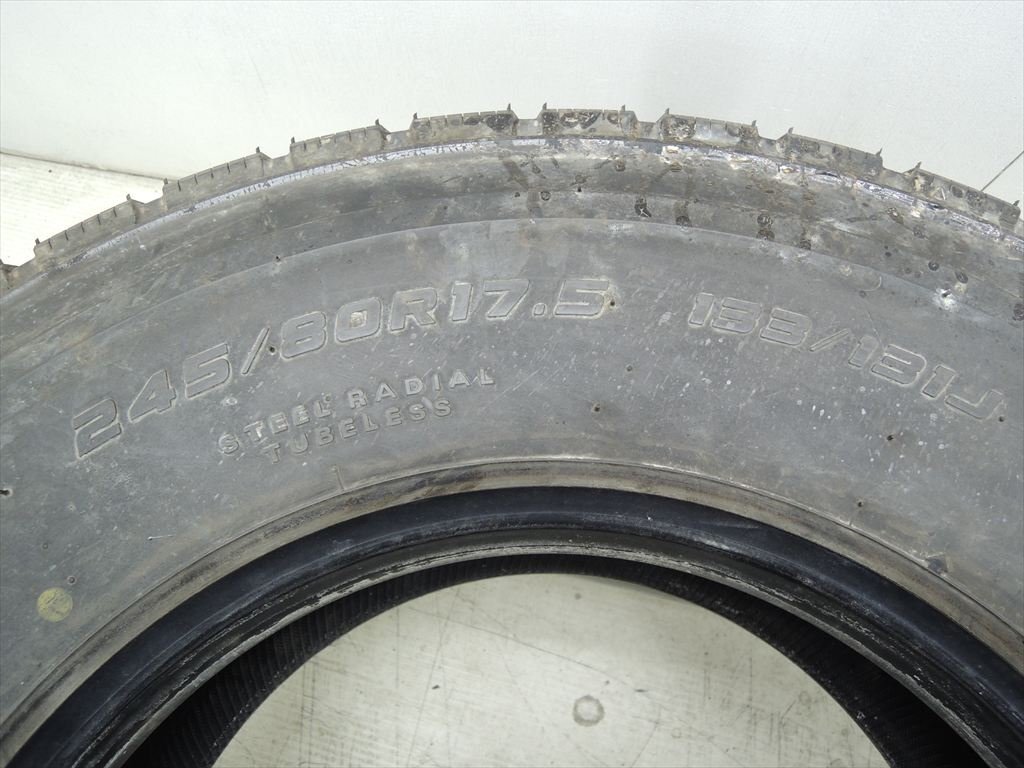 245/80R17.5 133/131J
STEEL RADIAL
TUBELESS